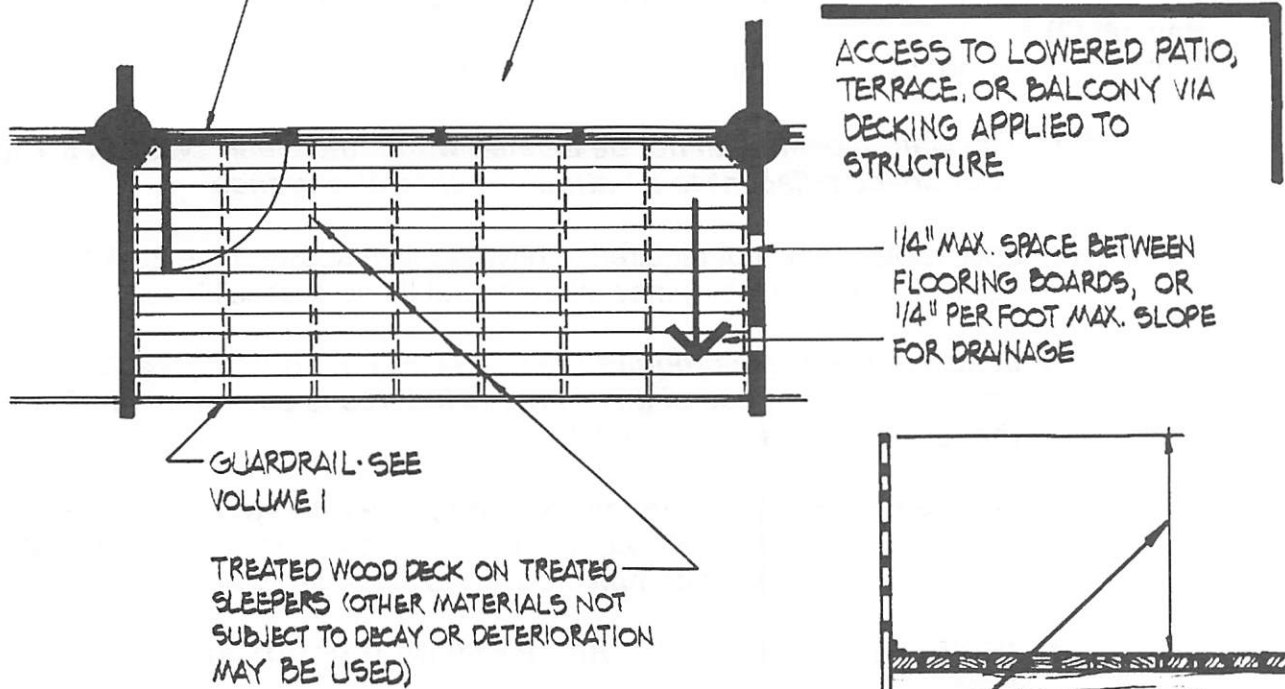 ACCESS TO LOWERED PATIO,
TERRACE, OR BALCONY VIA
DECKING APPLIED TO
STRUCTURE
1/4" MAX. SPACE BETWEEN
FLOORING BOARDS, OR
1/4" PER FOOT MAX. SLOPE
FOR DRAINAGE
GUARDRAIL·SEE
VOLUME I
TREATED WOOD DECK ON TREATED
SLEEPERS (OTHER MATERIALS NOT
SUBJECT TO DECAY OR DETERIORATION
MAY BE USED)